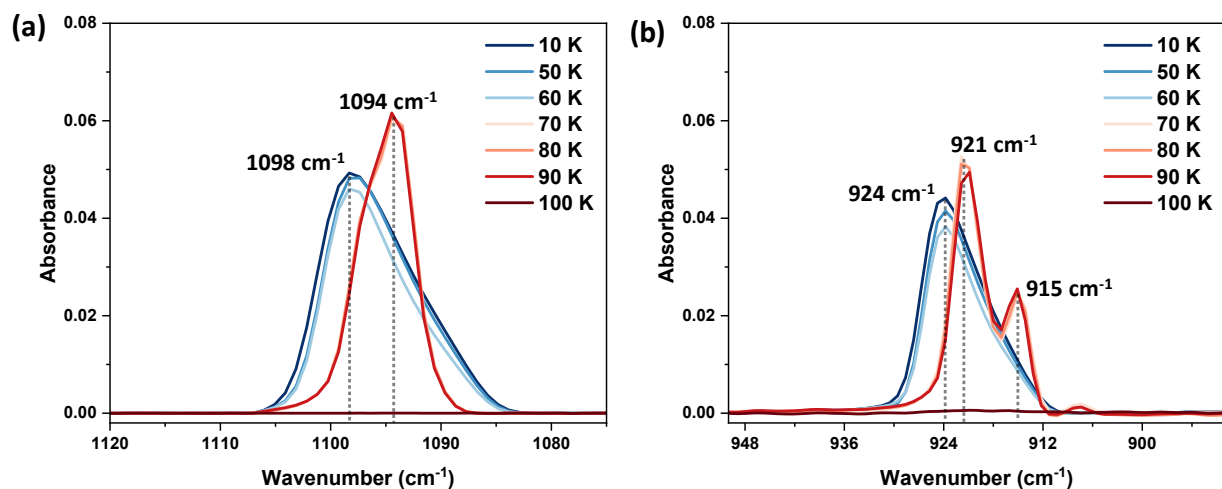 (a)
0.08
0.06
0.04
0.02
0.00
Absorbance
1098 cm-1
1094 cm-1
10 K
50 K
60 K
70 K
80 K
90 K
100 K
1120
1110
1100
1090
1080
Wavenumber (cm-1)
(b)
0.08
0.06
0.04
0.02
0.00
Absorbance
924 cm-1
921 cm-1
915 cm-1
10 K
50 K
60 K
70 K
80 K
90 K
100 K
948
936
924
912
900
Wavenumber (cm-1)